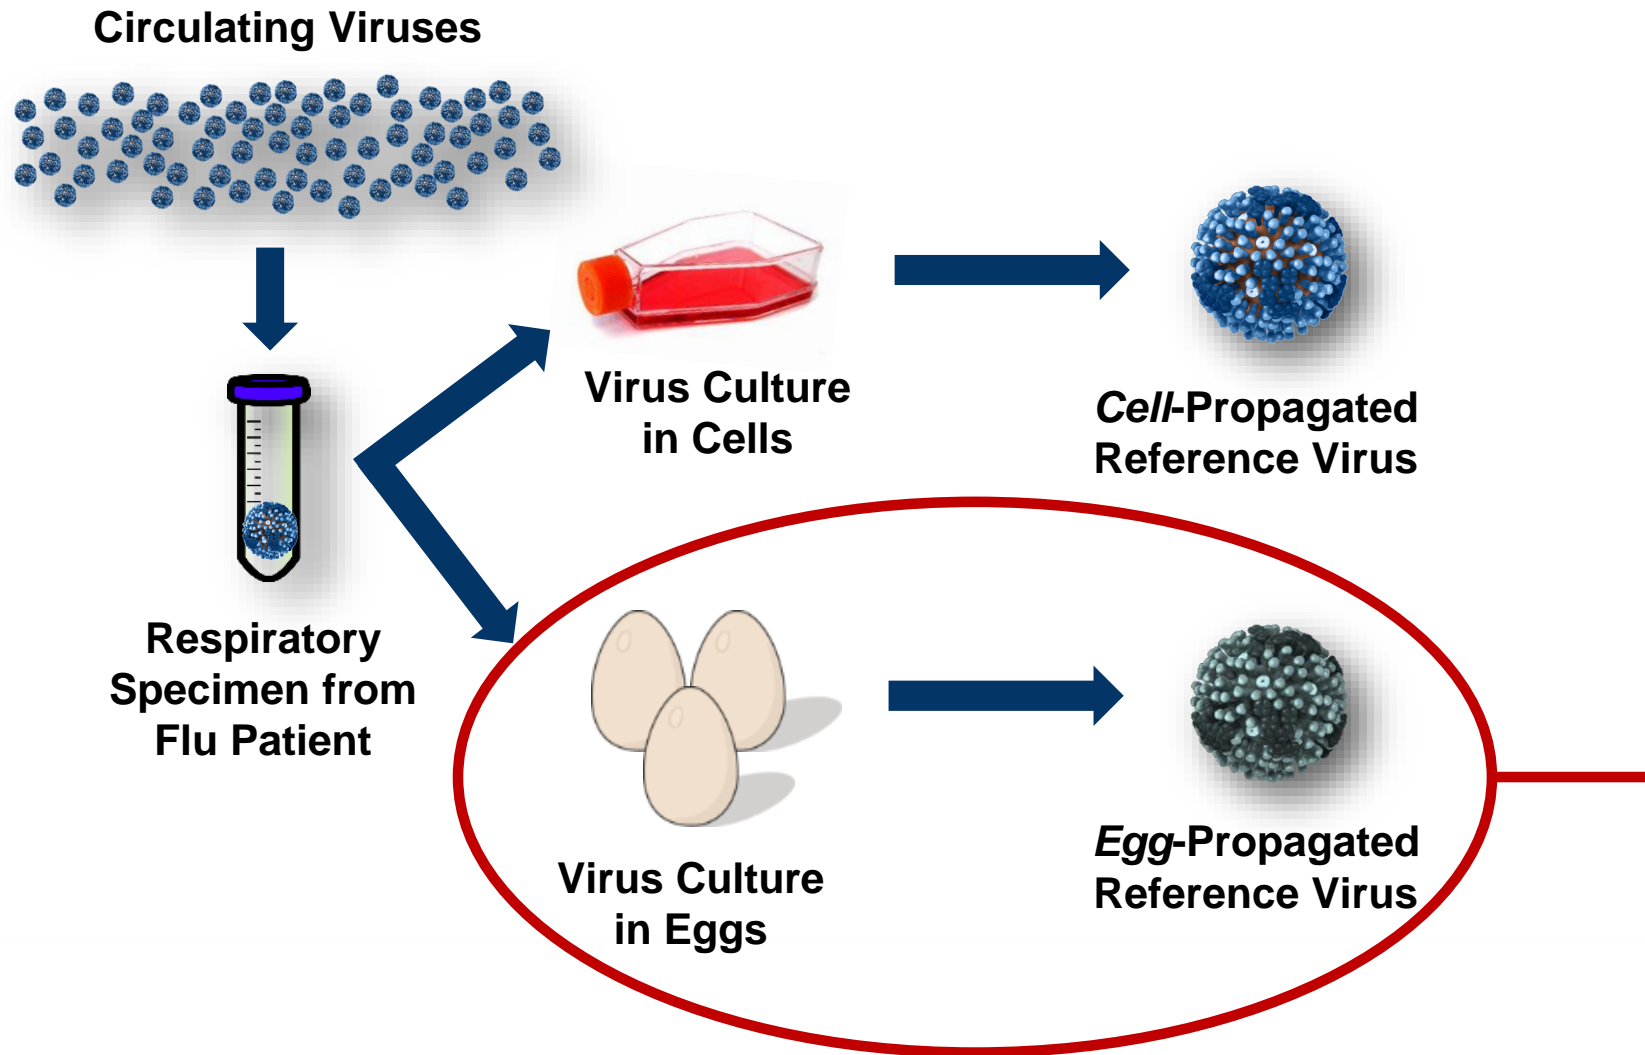 Circulating Viruses
Virus Culture
in Cells
Cell-Propagated
Reference Virus
Respiratory
Specimen from
Flu Patient
Virus Culture
in Eggs
Egg-Propagated
Reference Virus